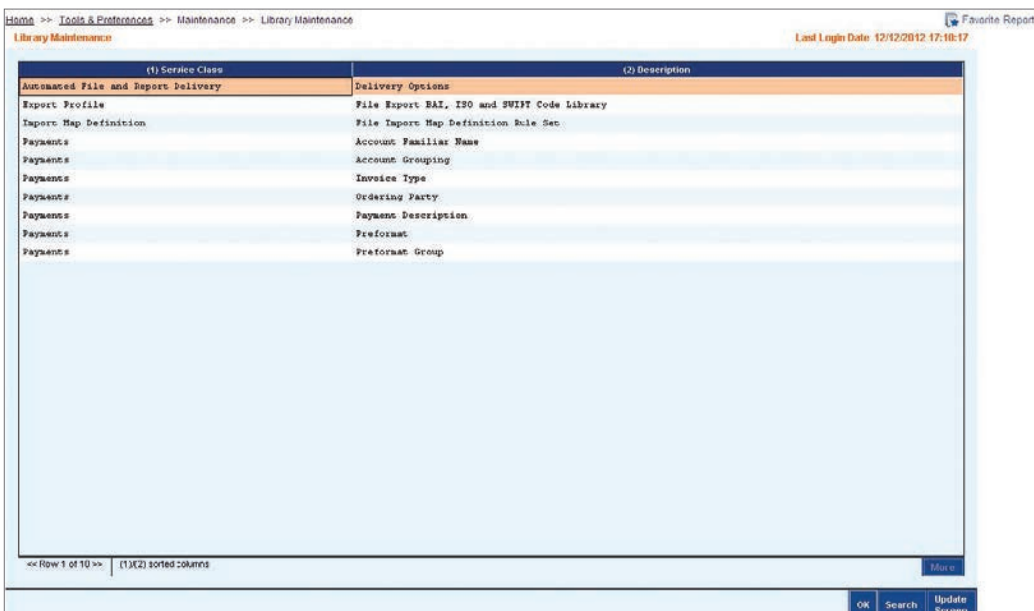 Home >> Tools & Preferences >> Maintenance >> Library Maintenance
Favorite Report
Library Maintenance
Last Login Date 12/12/2012 17:10:17
(1) Service Class (2) Description
Automated File and Report Delivery Delivery Options
Export Profile File Export BAI, ISO and SWIFT Code Library
Import Map Definition File Import Map Definition Rule Set
Payments Account Familiar Name
Payments Account Grouping
Payments Invoice Type
Payments Ordering Party
Payments Payment Description
Payments Preformat
Payments Preformat Group
<< Row 1 of 10 >> (1)/(2) sorted columns More
OK Search Update Screen